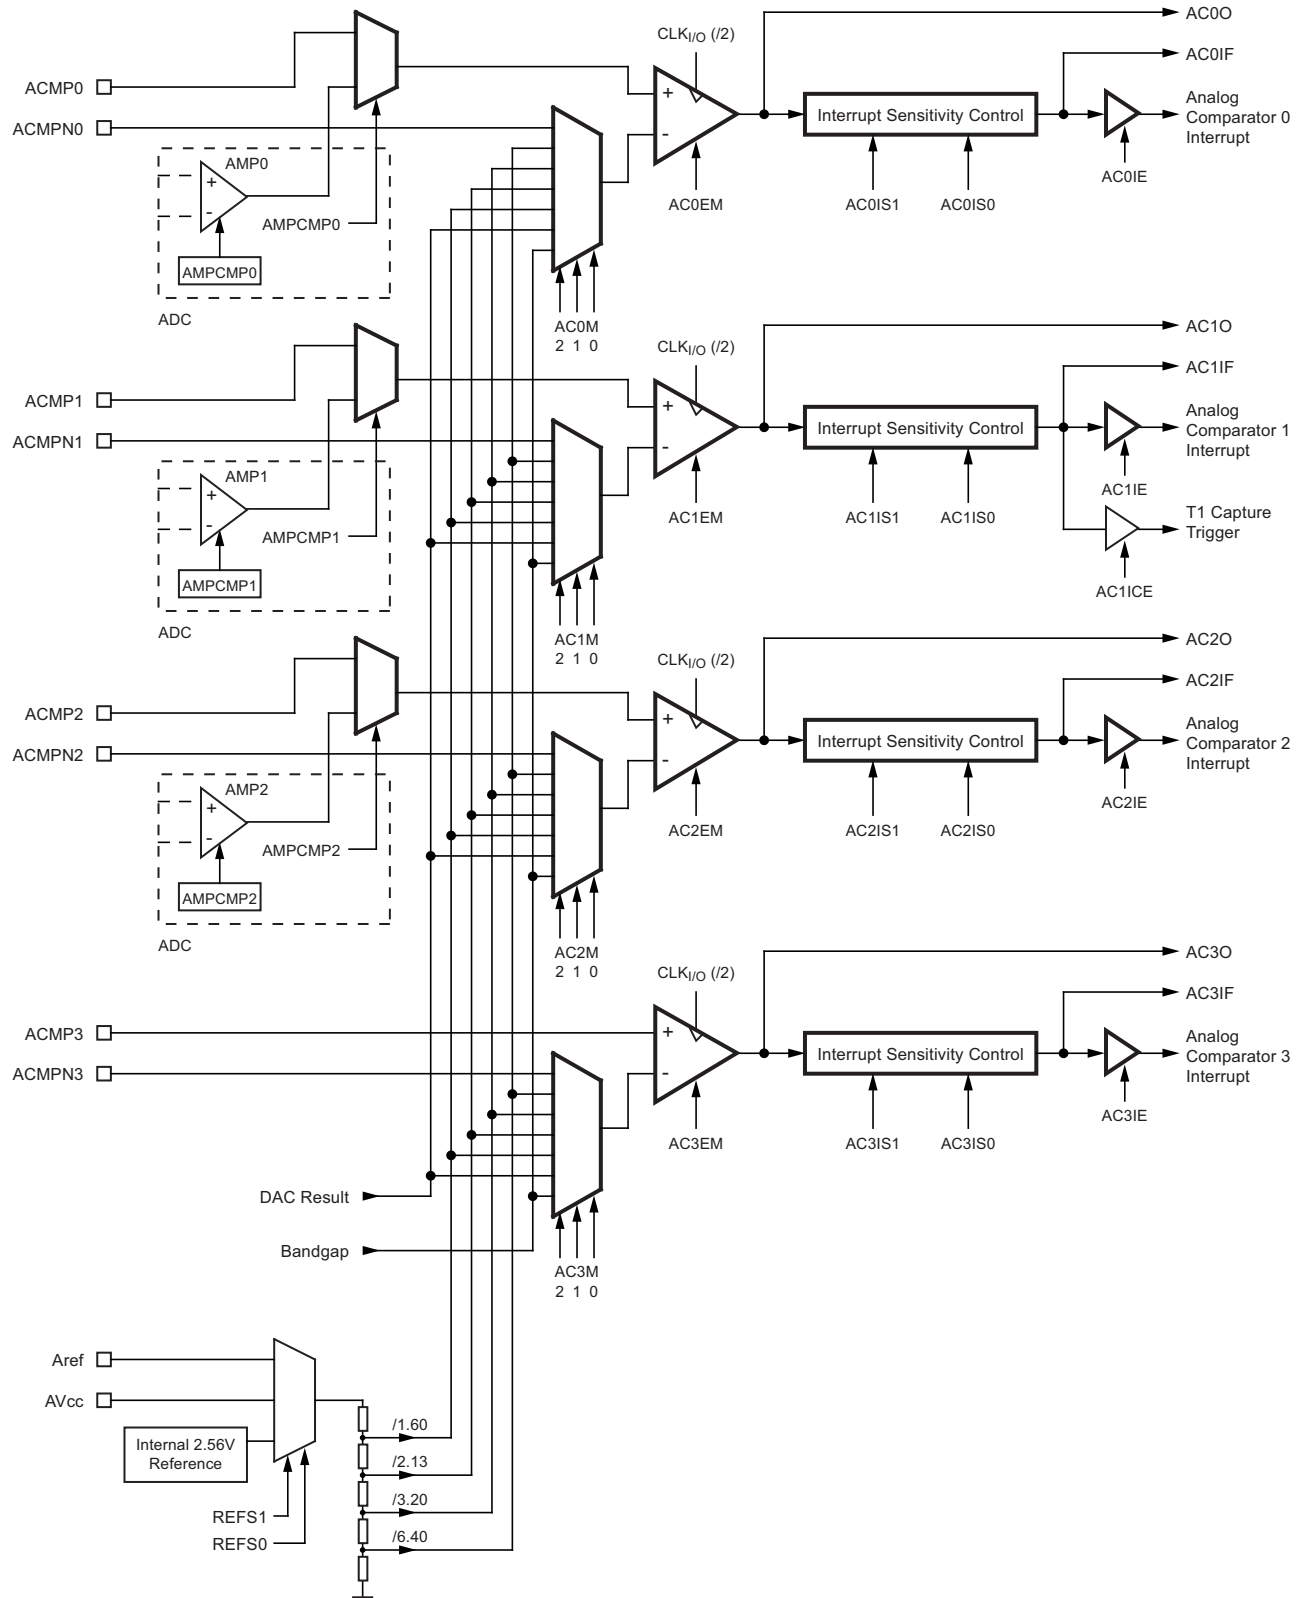 CLKI/O (/2)
AC0O
AC0IF
ACMP0
+
-
Interrupt Sensitivity Control
Analog
Comparator 0
Interrupt
ACMPN0
AMP0
+
-
AMPCMP0
AMPCMP0
ADC
AC0EM
AC0IS1
AC0IS0
AC0IE
AC0M
2 1 0
CLKI/O (/2)
AC1O
AC1IF
ACMP1
+
-
Interrupt Sensitivity Control
Analog
Comparator 1
Interrupt
ACMPN1
AMP1
+
-
AMPCMP1
AMPCMP1
ADC
AC1EM
AC1IS1
AC1IS0
AC1IE
T1 Capture
Trigger
AC1ICE
AC1M
2 1 0
CLKI/O (/2)
AC2O
AC2IF
ACMP2
+
-
Interrupt Sensitivity Control
Analog
Comparator 2
Interrupt
ACMPN2
AMP2
+
-
AMPCMP2
AMPCMP2
ADC
AC2EM
AC2IS1
AC2IS0
AC2IE
AC2M
2 1 0
CLKI/O (/2)
AC3O
AC3IF
ACMP3
+
-
Interrupt Sensitivity Control
Analog
Comparator 3
Interrupt
ACMPN3
AC3EM
AC3IS1
AC3IS0
AC3IE
DAC Result
Bandgap
AC3M
2 1 0
Aref
AVcc
Internal 2.56V
Reference
REFS1
REFS0
/1.60
/2.13
/3.20
/6.40